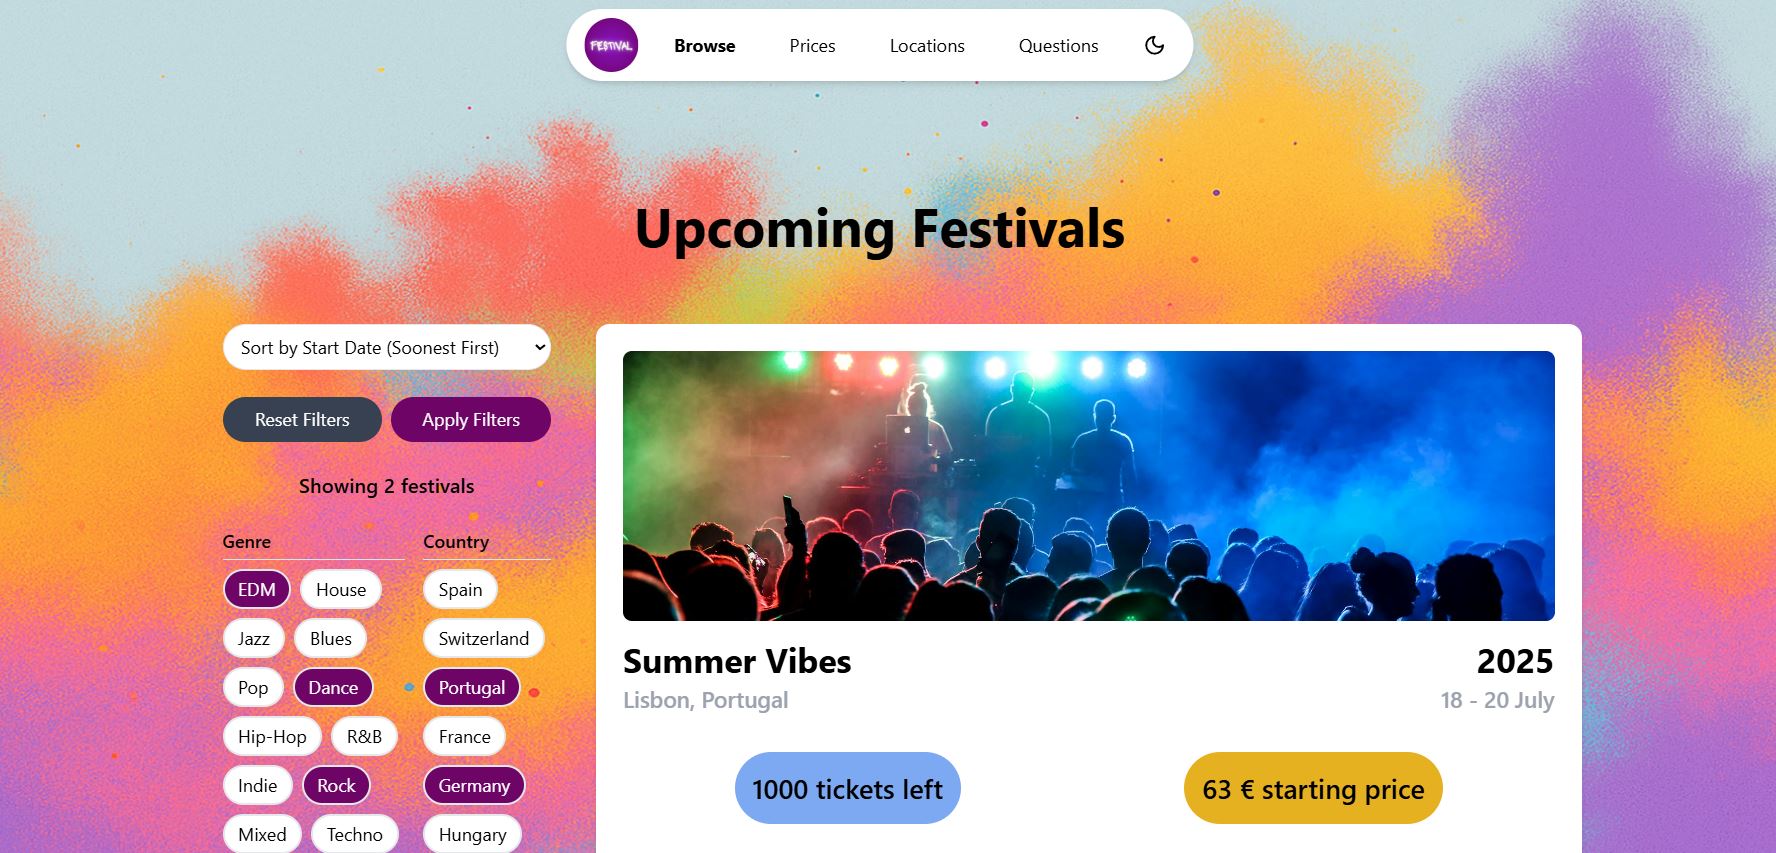 FESTIVAL
Browse Prices Locations Questions
Upcoming Festivals
Sort by Start Date (Soonest First)
Reset Filters Apply Filters
Showing 2 festivals
Genre Country
EDM House Spain
Jazz Blues Switzerland
Pop Dance Portugal
Hip-Hop R&B France
Indie Rock Germany
Mixed Techno Hungary
Summer Vibes 2025
Lisbon, Portugal 18 - 20 July
1000 tickets left 63 € starting price